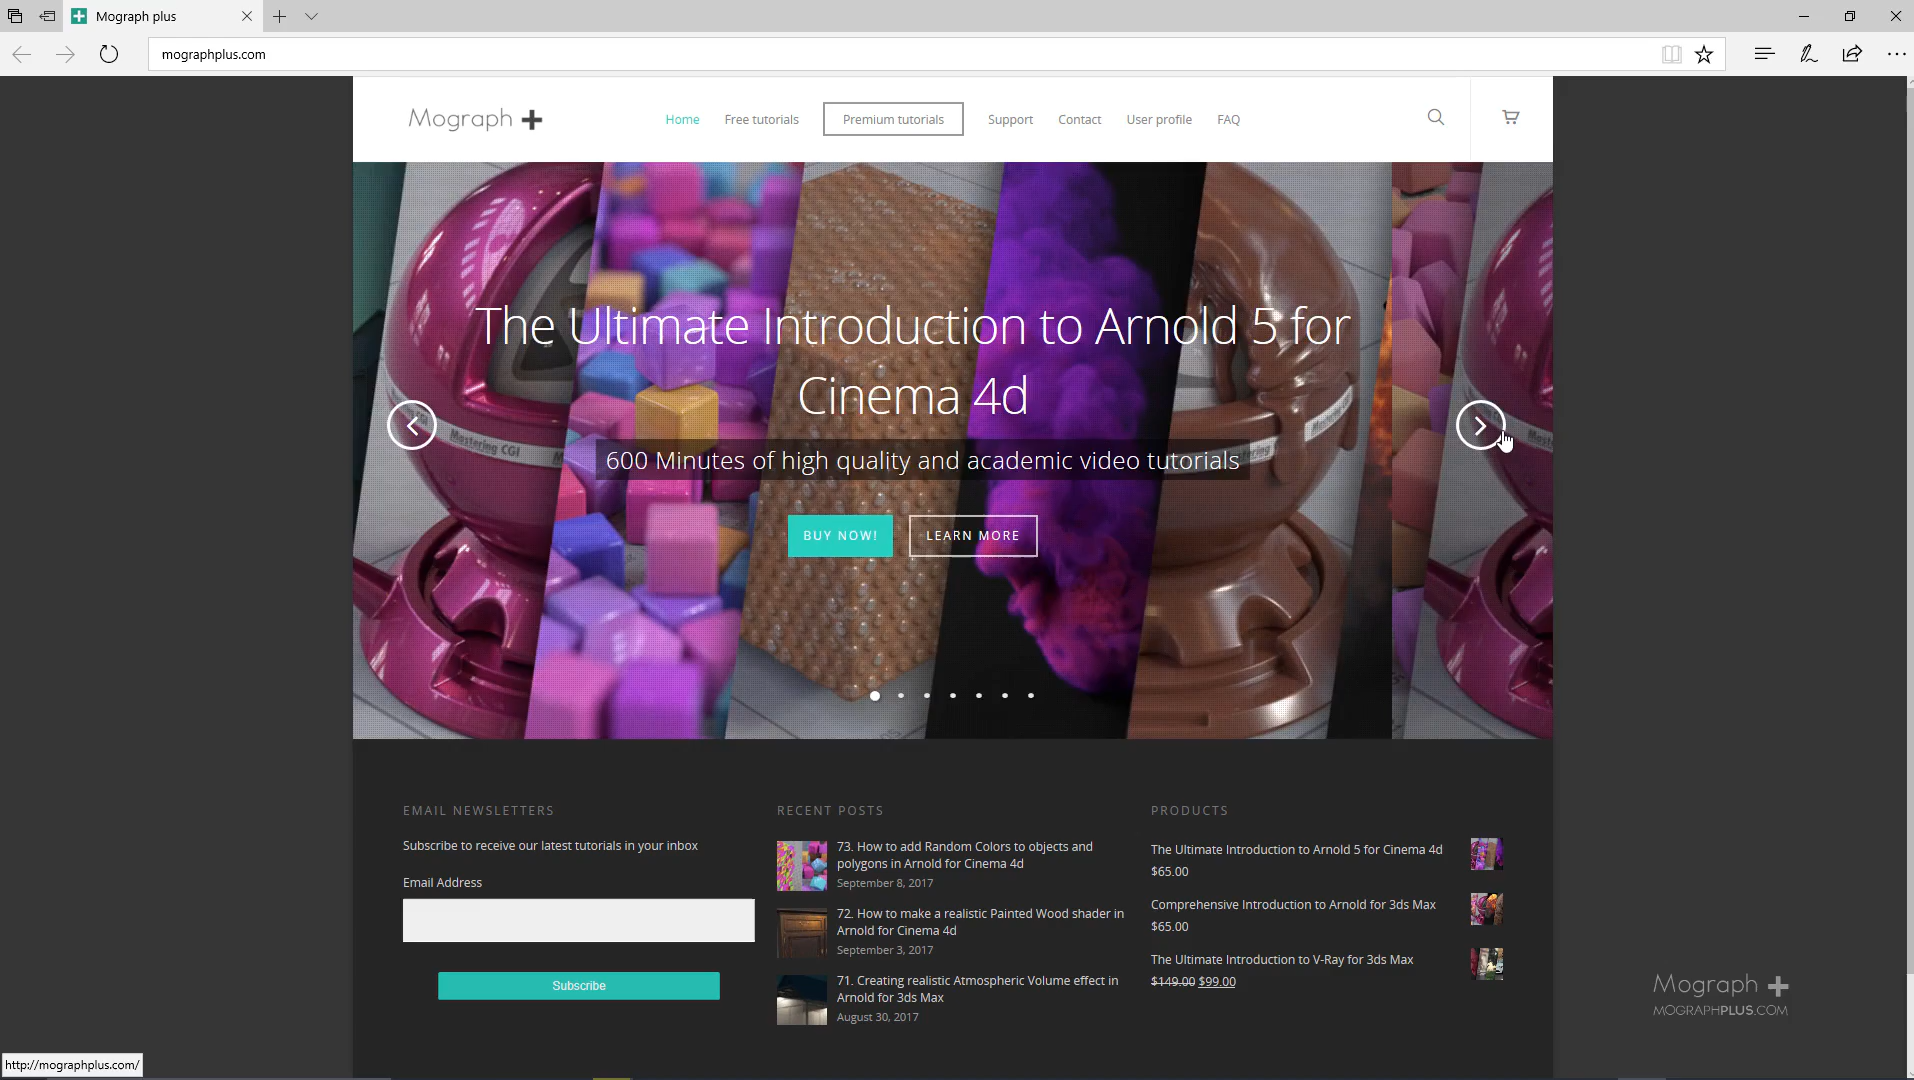 Mograph plus
mographplus.com
Mograph
Home
Free tutorials
Premium tutorials
Support
Contact
User profile
FAQ
The Ultimate Introduction to Arnold 5 for
Cinema 4d
Mastering CGI
600 Minutes of high quality and academic video tutorials
BUY NOW!
LEARN MORE
EMAIL NEWSLETTERS
Subscribe to receive our latest tutorials in your inbox
Email Address
Subscribe
RECENT POSTS
73. How to add Random Colors to objects and
polygons in Arnold for Cinema 4d
September 8, 2017
72. How to make a realistic Painted Wood shader in
Arnold for Cinema 4d
September 3, 2017
71. Creating realistic Atmospheric Volume effect in
Arnold for 3ds Max
August 30, 2017
PRODUCTS
The Ultimate Introduction to Arnold 5 for Cinema 4d
$65.00
Comprehensive Introduction to Arnold for 3ds Max
$65.00
The Ultimate Introduction to V-Ray for 3ds Max
$149.00 $99.00
Mograph
MOGRAPHPLUS.COM
http://mographplus.com/